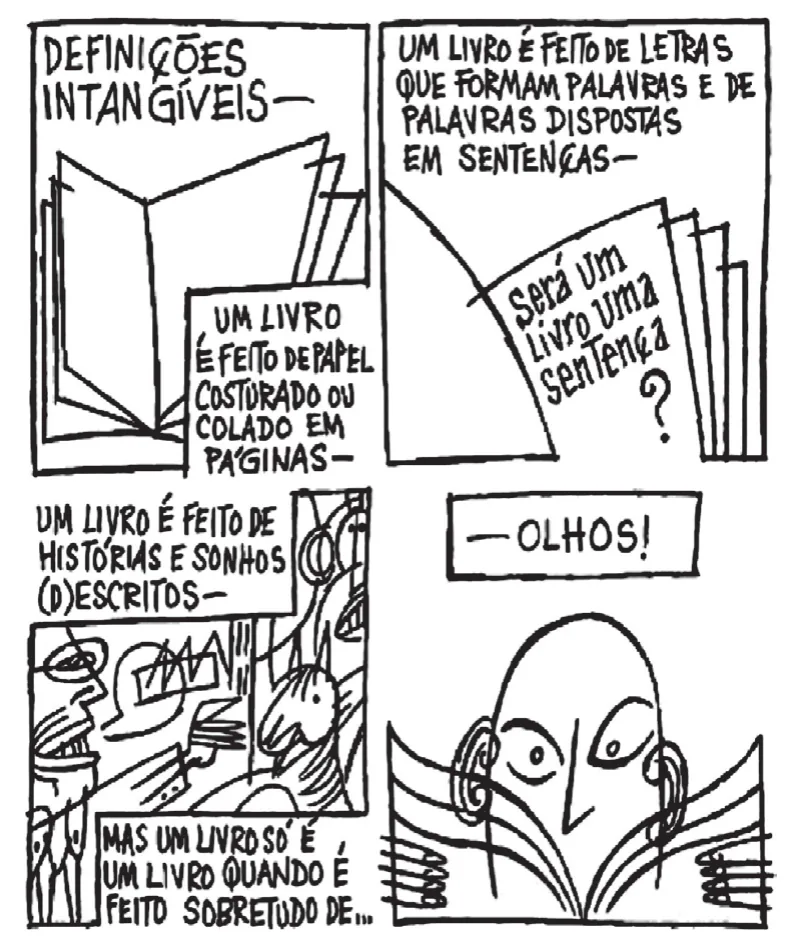 DEFINIÇÕES
INTANGÍVEIS—
UM LIVRO
É FEITO DE PAPEL
COSTURADO OU
COLADO EM
PÁGINAS—
UM LIVRO É FEITO DE LETRAS
QUE FORMAM PALAVRAS E DE
PALAVRAS DISPOSTAS
EM SENTENÇAS—
Será um
livro uma
sentença
?
UM LIVRO É FEITO DE
HISTÓRIAS E SONHOS
(D)ESCRITOS—
MAS UM LIVRO SÓ É
UM LIVRO QUANDO É
FEITO SOBRETUDO DE...
— OLHOS!